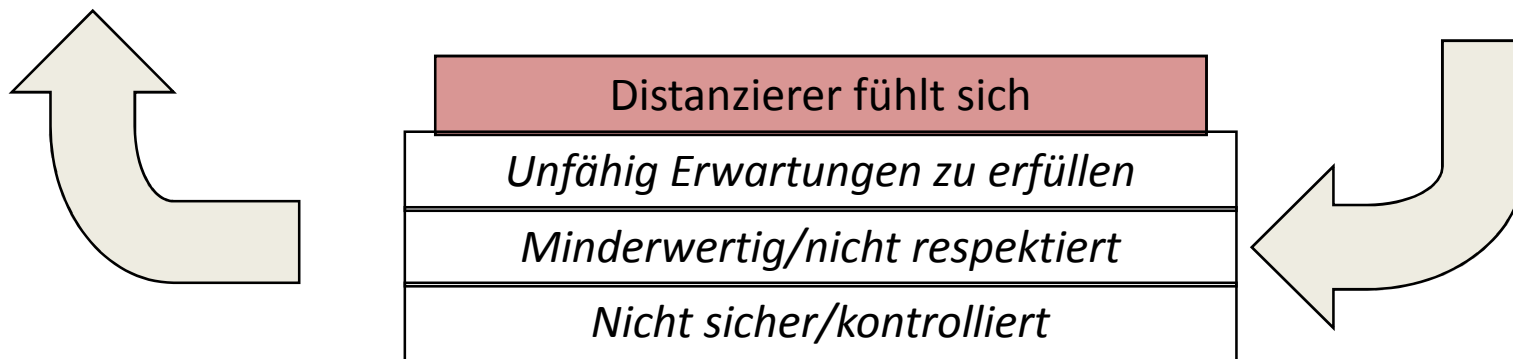 Distanzierer fühlt sich
Unfähig Erwartungen zu erfüllen
Minderwertig/nicht respektiert
Nicht sicher/kontrolliert